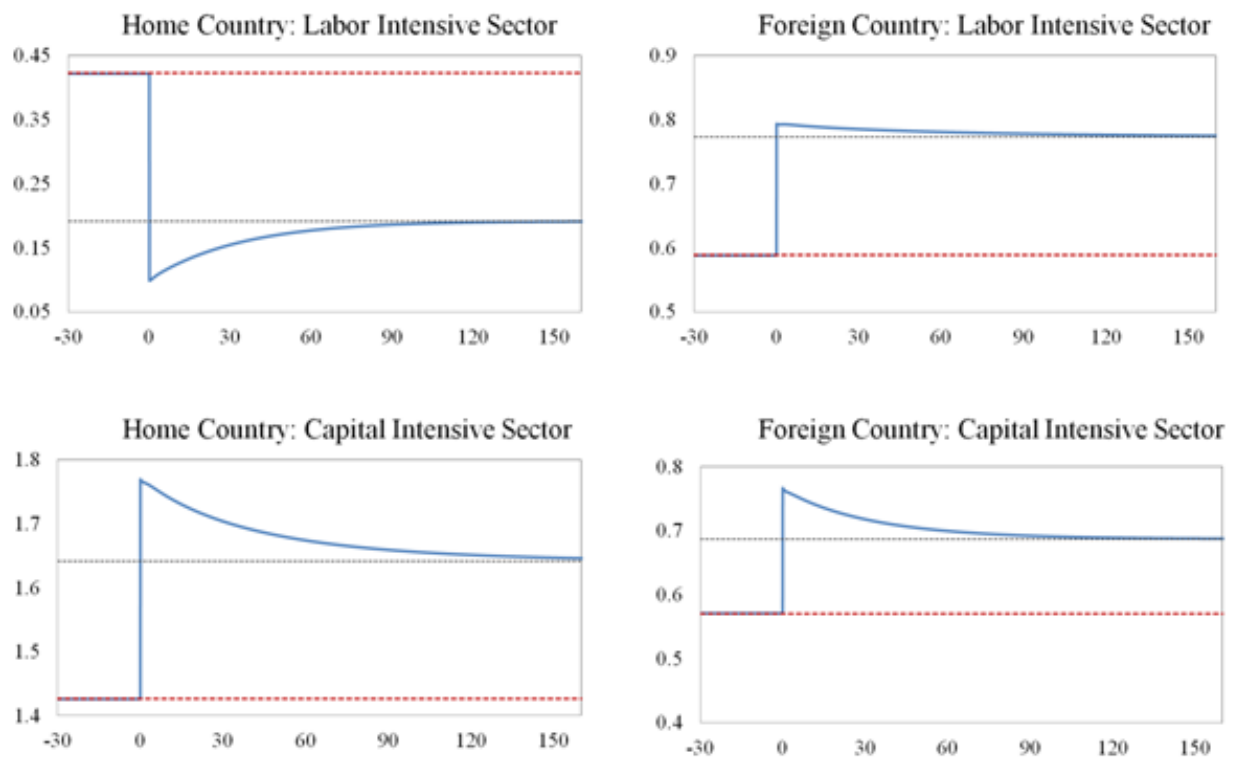 Home Country: Labor Intensive Sector
0.45
0.35
0.25
0.15
0.05
-30 0 30 60 90 120 150
Foreign Country: Labor Intensive Sector
0.9
0.8
0.7
0.6
0.5
-30 0 30 60 90 120 150
Home Country: Capital Intensive Sector
1.8
1.7
1.6
1.5
1.4
-30 0 30 60 90 120 150
Foreign Country: Capital Intensive Sector
0.8
0.7
0.6
0.5
0.4
-30 0 30 60 90 120 150